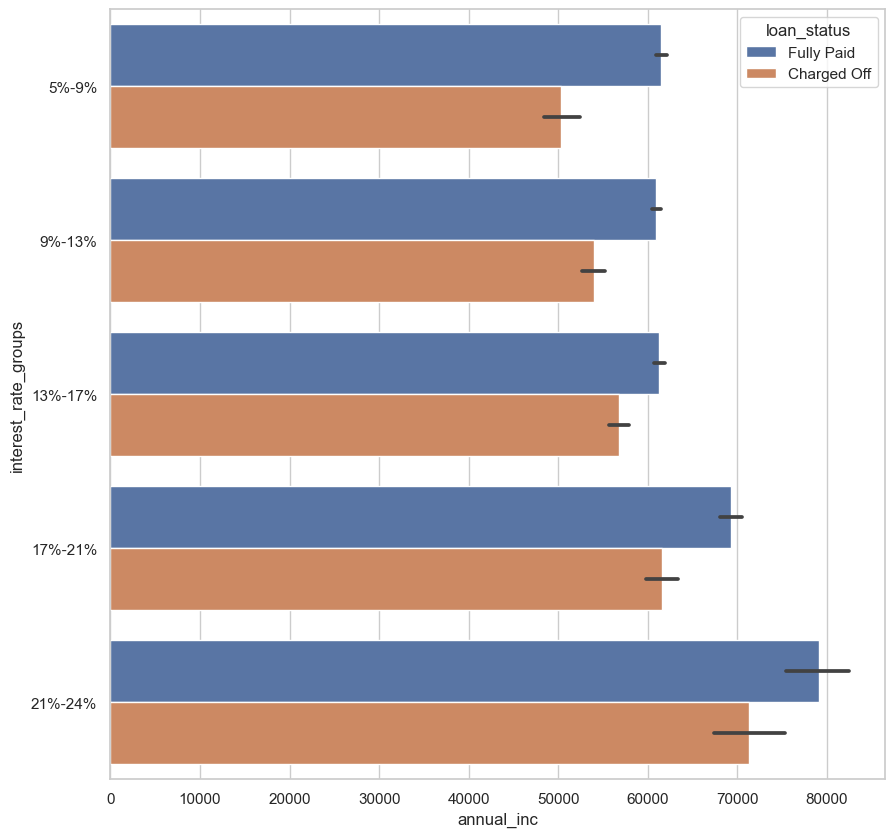 loan_status
Fully Paid
Charged Off
5%-9%
9%-13%
13%-17%
17%-21%
21%-24%
interest_rate_groups
0 10000 20000 30000 40000 50000 60000 70000 80000
annual_inc